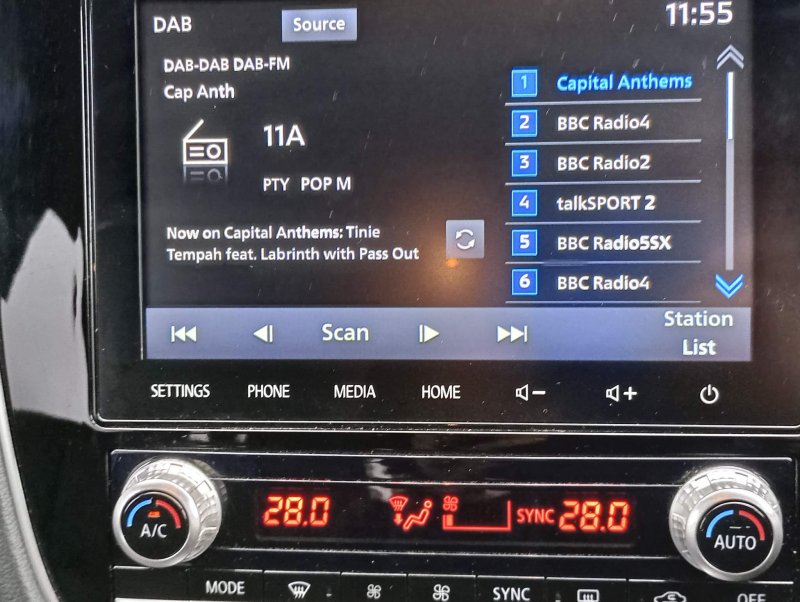 DAB
Source
11:55
DAB-DAB DAB-FM
Cap Anth
11A
PTY POP M
Now on Capital Anthems: Tinie
Tempah feat. Labrinth with Pass Out
1 Capital Anthems
2 BBC Radio4
3 BBC Radio2
4 talkSPORT 2
5 BBC Radio5SX
6 BBC Radio4
Scan
Station
List
SETTINGS PHONE MEDIA HOME
A/C
28.0
SYNC 28.0
AUTO
MODE
SYNC
OFF